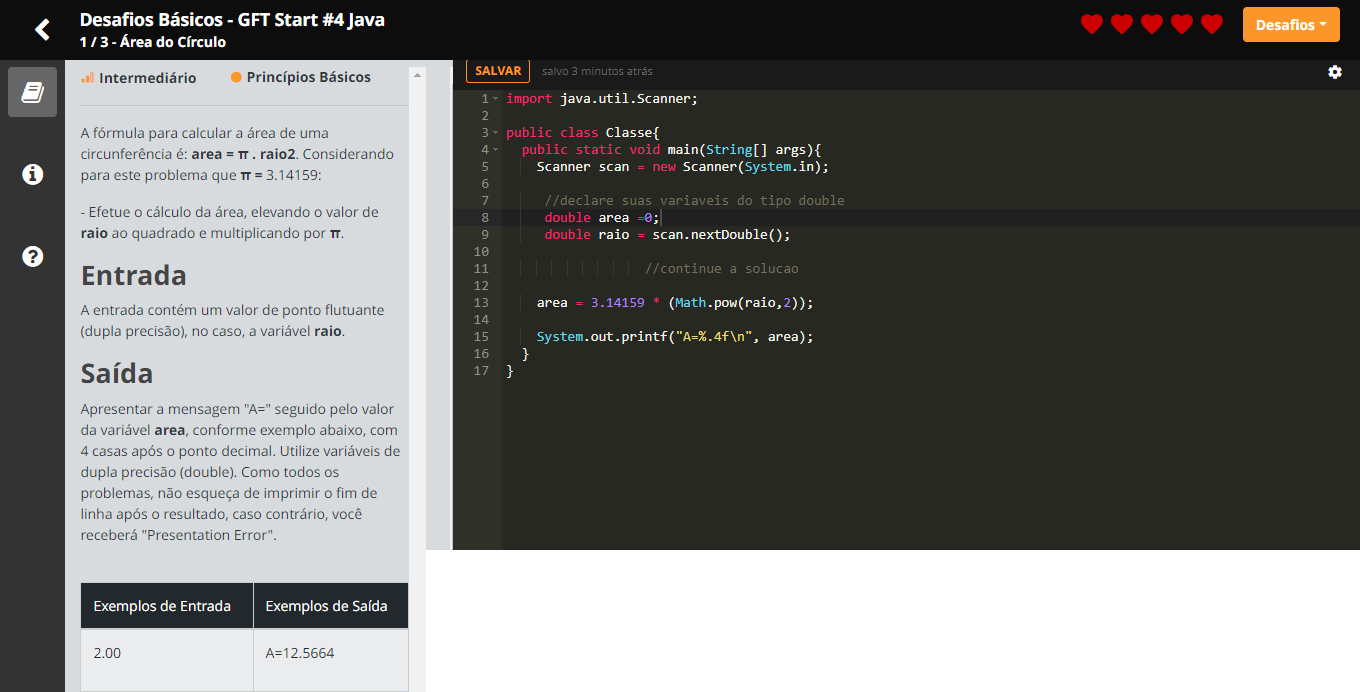 Desafios Básicos - GFT Start #4 Java
1 / 3 - Área do Círculo
Desafios
Intermediário
Princípios Básicos
A fórmula para calcular a área de uma
circunferência é: area = π . raio2. Considerando
para este problema que π = 3.14159:
- Efetue o cálculo da área, elevando o valor de
raio ao quadrado e multiplicando por π.
Entrada
A entrada contém um valor de ponto flutuante
(dupla precisão), no caso, a variável raio.
Saída
Apresentar a mensagem "A=" seguido pelo valor
da variável area, conforme exemplo abaixo, com
4 casas após o ponto decimal. Utilize variáveis de
dupla precisão (double). Como todos os
problemas, não esqueça de imprimir o fim de
linha após o resultado, caso contrário, você
receberá "Presentation Error".
Exemplos de Entrada
Exemplos de Saída
2.00
A=12.5664
SALVAR
salvo 3 minutos atrás
1 import java.util.Scanner;
2
3 public class Classe{
4 public static void main(String[] args){
5 Scanner scan = new Scanner(System.in);
6
7 //declare suas variaveis do tipo double
8 double area =0;
9 double raio = scan.nextDouble();
10
11 //continue a solucao
12
13 area = 3.14159 * (Math.pow(raio,2));
14
15 System.out.printf("A=%.4f\n", area);
16 }
17 }